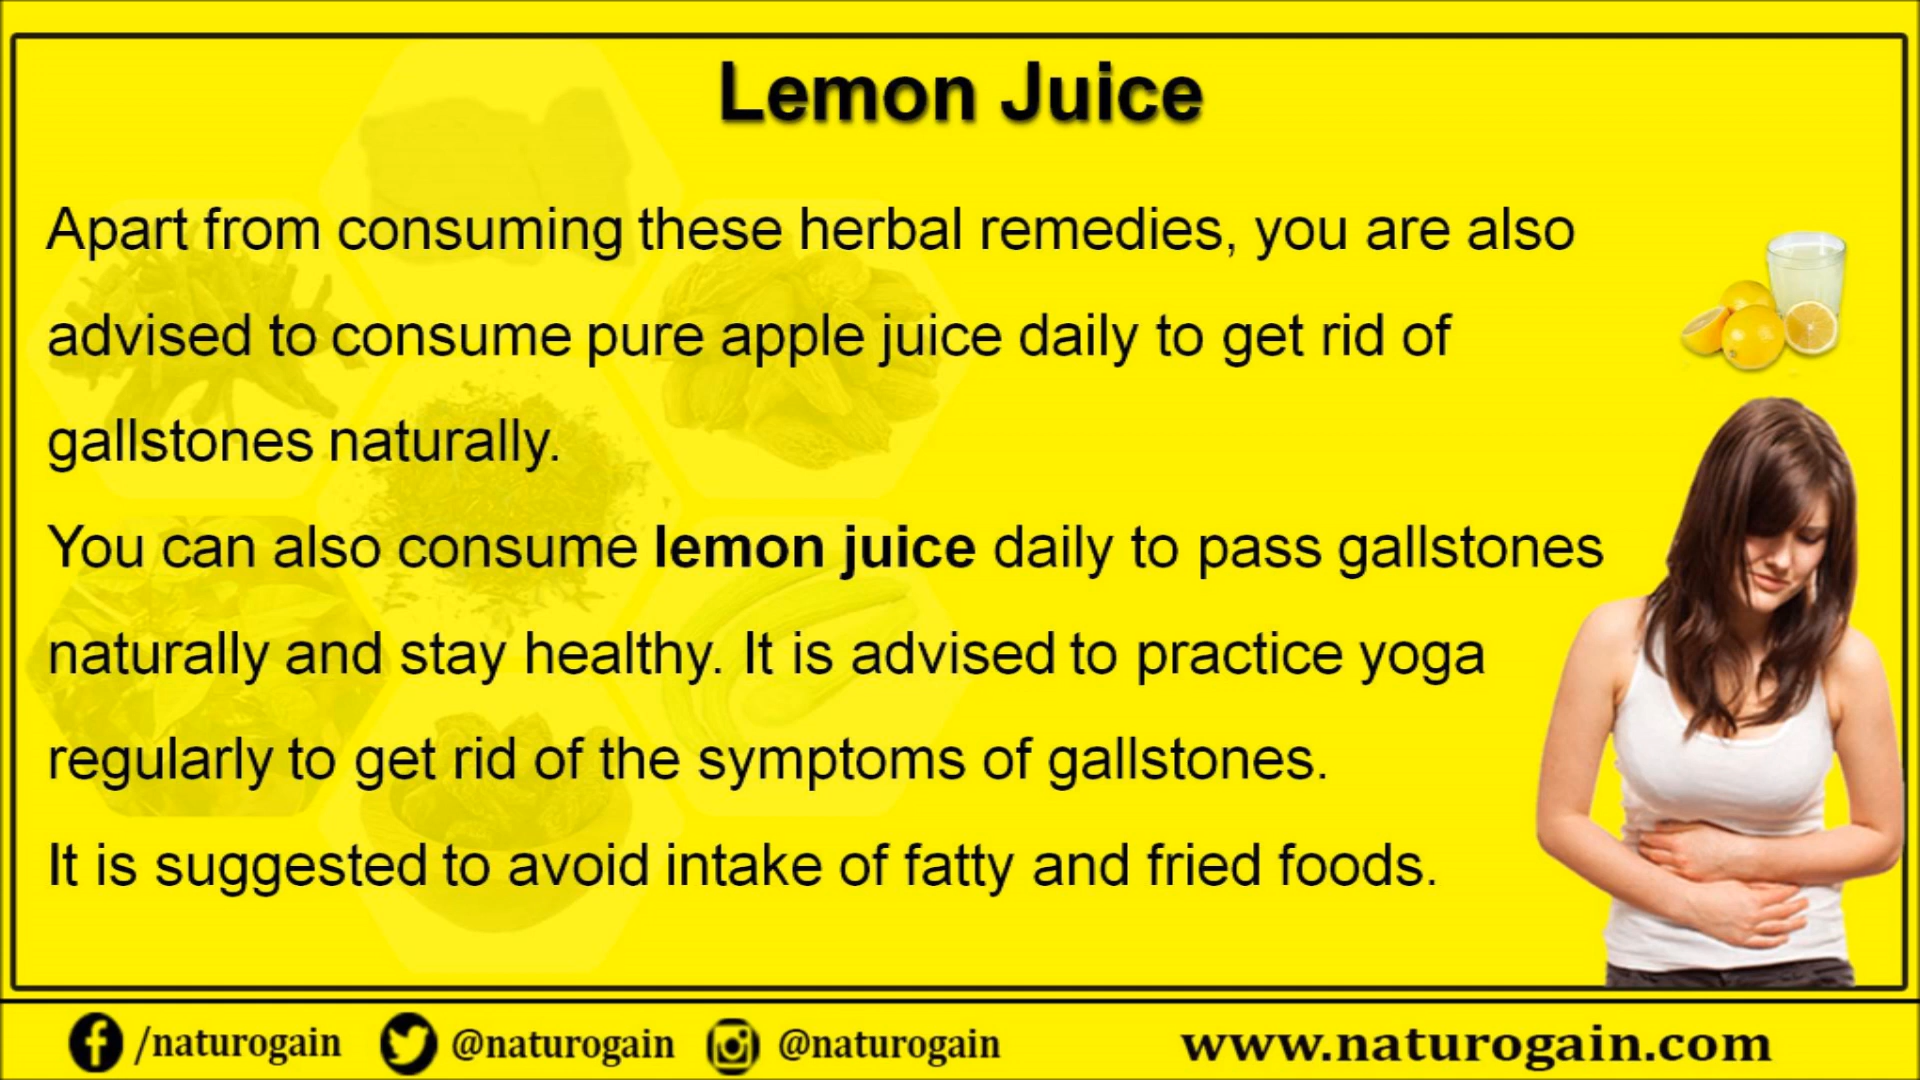 Lemon Juice
Apart from consuming these herbal remedies, you are also
advised to consume pure apple juice daily to get rid of
gallstones naturally.
You can also consume lemon juice daily to pass gallstones
naturally and stay healthy. It is advised to practice yoga
regularly to get rid of the symptoms of gallstones.
It is suggested to avoid intake of fatty and fried foods.
/naturogain @naturogain @naturogain www.naturogain.com